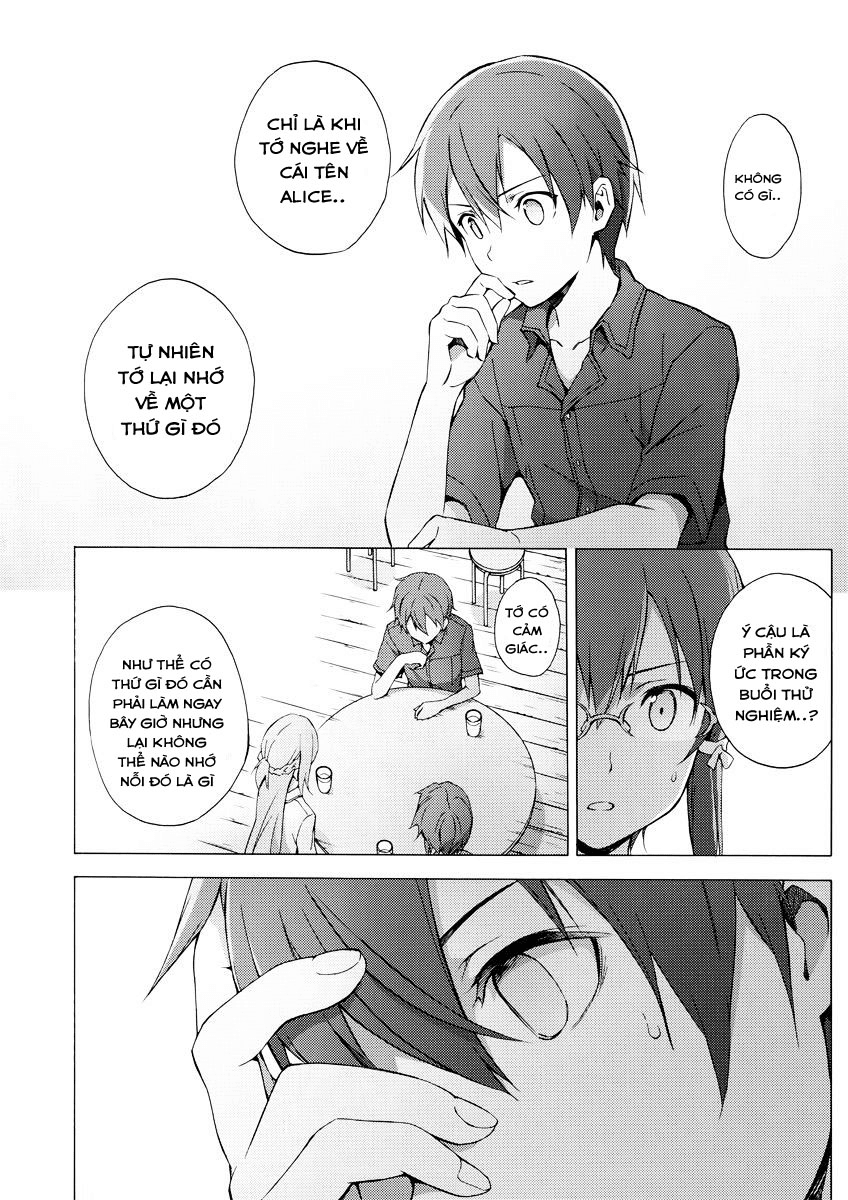 KHÔNG
CÓ GÌ..
CHỈ LÀ KHI
TỚ NGHE VỀ
CÁI TÊN
ALICE..
TỰ NHIÊN
TỚ LẠI NHỚ
VỀ MỘT
THỨ GÌ ĐÓ
Ý CẬU LÀ
PHẦN KÝ
ỨC TRONG
BUỔI THỬ
NGHIỆM..?
TỚ CÓ
CẢM
GIÁC..
NHƯ THỂ CÓ
THỨ GÌ ĐÓ CẦN
PHẢI LÀM NGAY
BÂY GIỜ NHƯNG
LẠI KHÔNG
THỂ NÀO NHỚ
NỖI ĐÓ LÀ GÌ